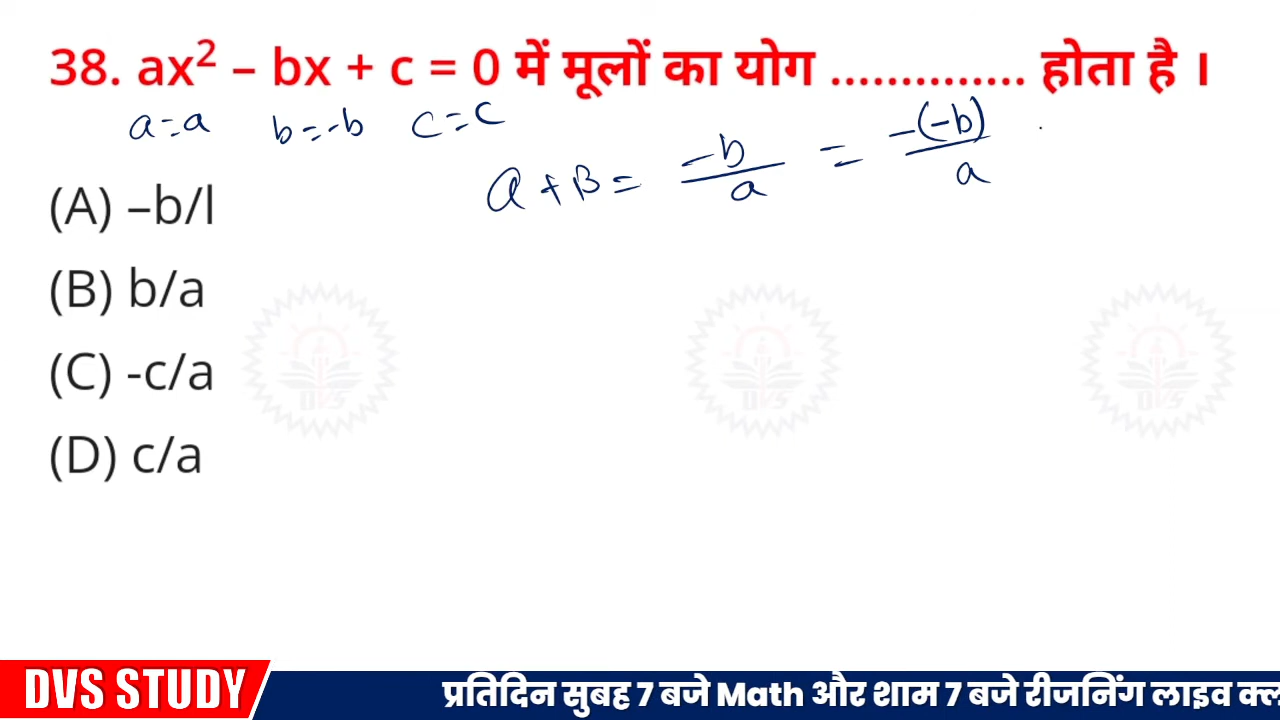 38. ax² – bx + c = 0 में मूलों का योग .............. होता है ।
a=a b=-b c=c
α+β = -b/a = -(-b)/a
(A) –b/l
(B) b/a
(C) -c/a
(D) c/a
DVS STUDY
प्रतिदिन सुबह 7 बजे Math और शाम 7 बजे रीजनिंग लाइव क्ल